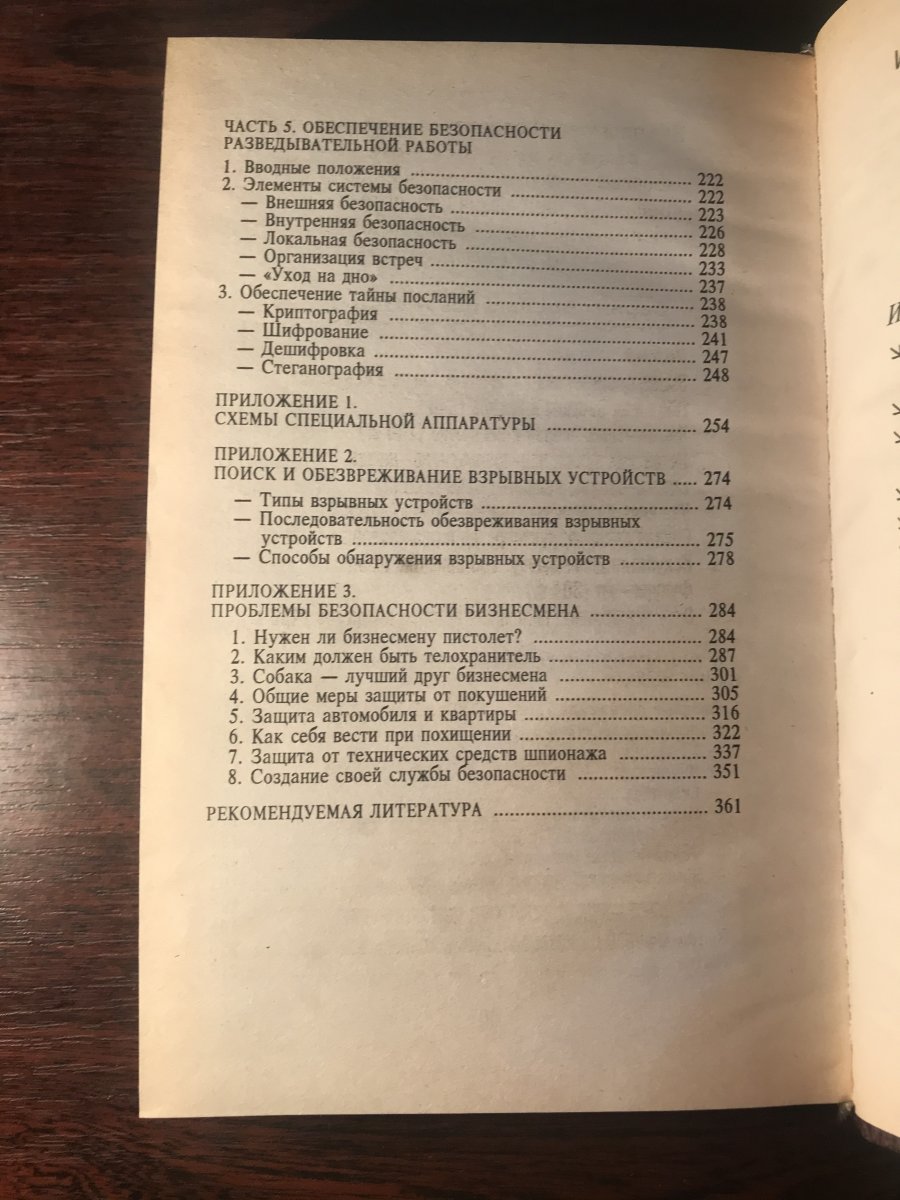 ЧАСТЬ 5. ОБЕСПЕЧЕНИЕ БЕЗОПАСНОСТИ
РАЗВЕДЫВАТЕЛЬНОЙ РАБОТЫ
1. Вводные положения ........ 222
2. Элементы системы безопасности ........ 222
— Внешняя безопасность ........ 223
— Внутренняя безопасность ........ 226
— Локальная безопасность ........ 228
— Организация встреч ........ 233
— «Уход на дно» ........ 237
3. Обеспечение тайны посланий ........ 238
— Криптография ........ 238
— Шифрование ........ 241
— Дешифровка ........ 247
— Стеганография ........ 248
ПРИЛОЖЕНИЕ 1.
СХЕМЫ СПЕЦИАЛЬНОЙ АППАРАТУРЫ ........ 254
ПРИЛОЖЕНИЕ 2.
ПОИСК И ОБЕЗВРЕЖИВАНИЕ ВЗРЫВНЫХ УСТРОЙСТВ ..... 274
— Типы взрывных устройств ........ 274
— Последовательность обезвреживания взрывных
устройств ........ 275
— Способы обнаружения взрывных устройств ........ 278
ПРИЛОЖЕНИЕ 3.
ПРОБЛЕМЫ БЕЗОПАСНОСТИ БИЗНЕСМЕНА ........ 284
1. Нужен ли бизнесмену пистолет? ........ 284
2. Каким должен быть телохранитель ........ 287
3. Собака — лучший друг бизнесмена ........ 301
4. Общие меры защиты от покушений ........ 305
5. Защита автомобиля и квартиры ........ 316
6. Как себя вести при похищении ........ 322
7. Защита от технических средств шпионажа ........ 337
8. Создание своей службы безопасности ........ 351
РЕКОМЕНДУЕМАЯ ЛИТЕРАТУРА ........ 361